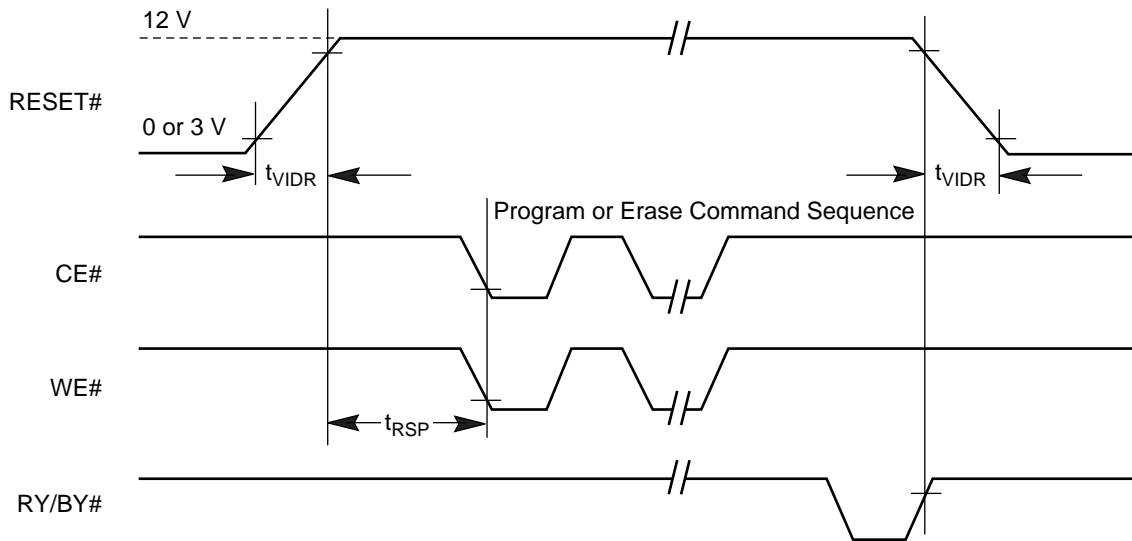 12 V
RESET#
0 or 3 V
tVIDR
tVIDR
Program or Erase Command Sequence
CE#
WE#
tRSP
RY/BY#